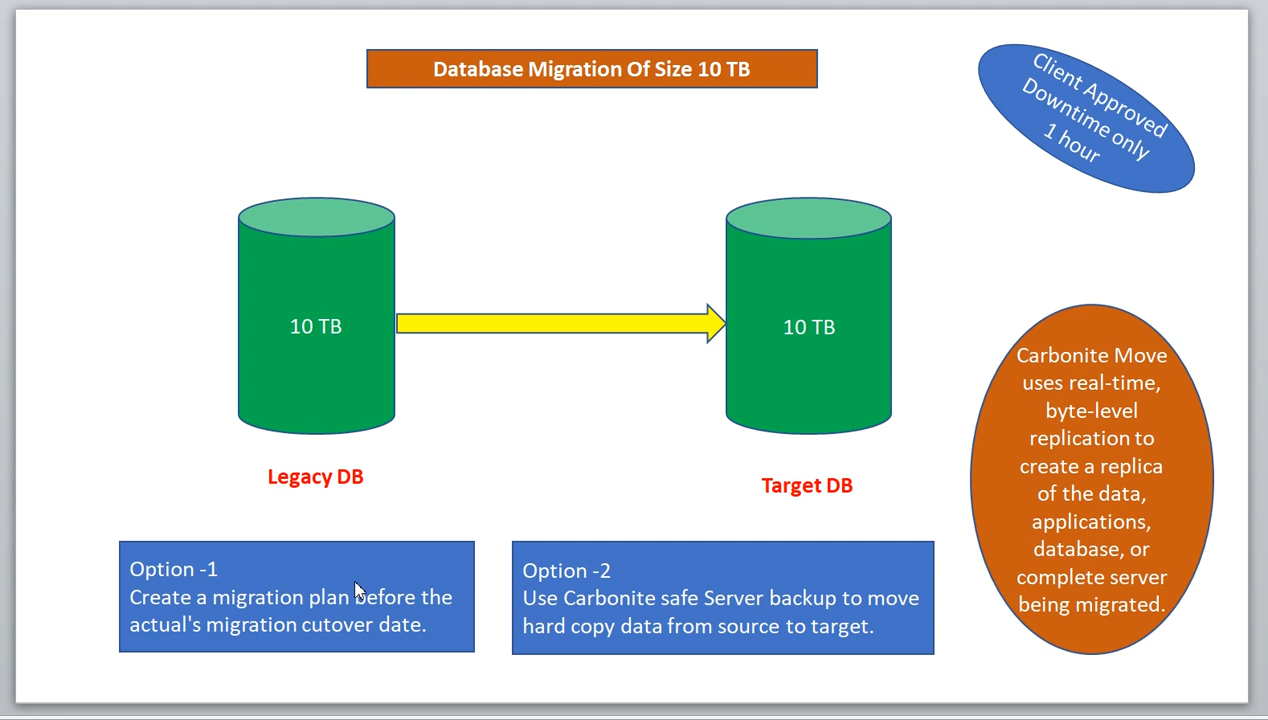 Database Migration Of Size 10 TB
Client Approved
Downtime only
1 hour
10 TB
10 TB
Legacy DB
Target DB
Carbonite Move
uses real-time,
byte-level
replication to
create a replica
of the data,
applications,
database, or
complete server
being migrated.
Option -1
Create a migration plan before the
actual's migration cutover date.
Option -2
Use Carbonite safe Server backup to move
hard copy data from source to target.